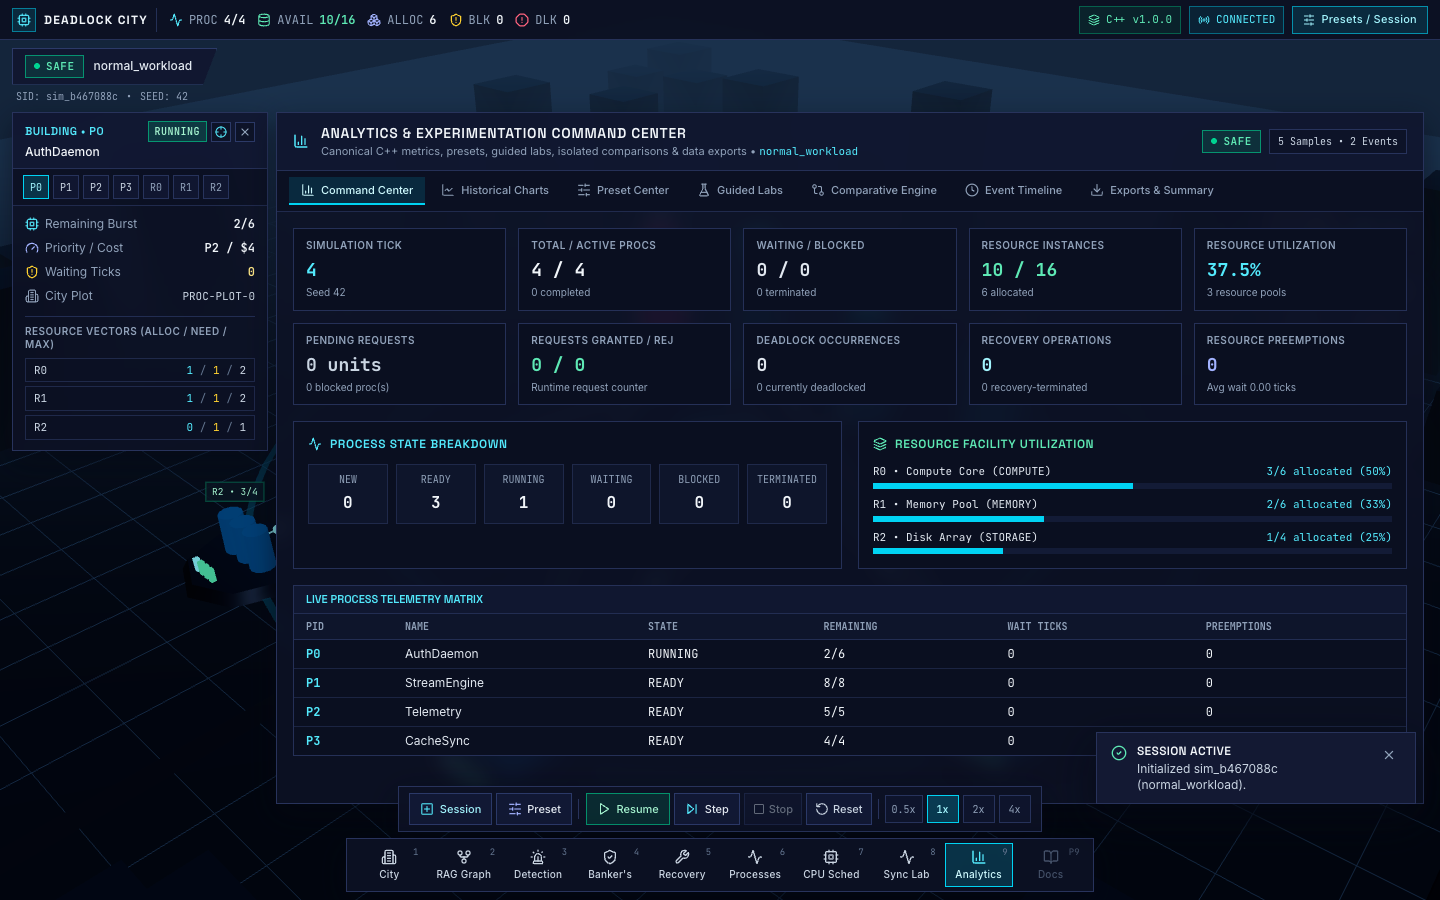 DEADLOCK CITY
PROC 4/4
AVAIL 10/16
ALLOC 6
BLK 0
DLK 0
C++ v1.0.0
CONNECTED
Presets / Session
SAFE
normal_workload
SID: sim_b467088c • SEED: 42
BUILDING • P0
RUNNING
AuthDaemon
P0 P1 P2 P3 R0 R1 R2
Remaining Burst 2/6
Priority / Cost P2 / $4
Waiting Ticks 0
City Plot PROC-PLOT-0
RESOURCE VECTORS (ALLOC / NEED /
MAX)
R0 1 / 1 / 2
R1 1 / 1 / 2
R2 0 / 1 / 1
R2 • 3/4
ANALYTICS & EXPERIMENTATION COMMAND CENTER
Canonical C++ metrics, presets, guided labs, isolated comparisons & data exports • normal_workload
SAFE
5 Samples • 2 Events
Command Center
Historical Charts
Preset Center
Guided Labs
Comparative Engine
Event Timeline
Exports & Summary
SIMULATION TICK
4
Seed 42
TOTAL / ACTIVE PROCS
4 / 4
0 completed
WAITING / BLOCKED
0 / 0
0 terminated
RESOURCE INSTANCES
10 / 16
6 allocated
RESOURCE UTILIZATION
37.5%
3 resource pools
PENDING REQUESTS
0 units
0 blocked proc(s)
REQUESTS GRANTED / REJ
0 / 0
Runtime request counter
DEADLOCK OCCURRENCES
0
0 currently deadlocked
RECOVERY OPERATIONS
0
0 recovery-terminated
RESOURCE PREEMPTIONS
0
Avg wait 0.00 ticks
PROCESS STATE BREAKDOWN
NEW
0
READY
3
RUNNING
1
WAITING
0
BLOCKED
0
TERMINATED
0
RESOURCE FACILITY UTILIZATION
R0 • Compute Core (COMPUTE) 3/6 allocated (50%)
R1 • Memory Pool (MEMORY) 2/6 allocated (33%)
R2 • Disk Array (STORAGE) 1/4 allocated (25%)
LIVE PROCESS TELEMETRY MATRIX
PID NAME STATE REMAINING WAIT TICKS PREEMPTIONS
P0 AuthDaemon RUNNING 2/6 0 0
P1 StreamEngine READY 8/8 0 0
P2 Telemetry READY 5/5 0 0
P3 CacheSync READY 4/4 0
SESSION ACTIVE
Initialized sim_b467088c
(normal_workload).
Session
Preset
Resume
Step
Stop
Reset
0.5x 1x 2x 4x
City 1
RAG Graph 2
Detection 3
Banker's 4
Recovery 5
Processes 6
CPU Sched 7
Sync Lab 8
Analytics 9
Docs P9